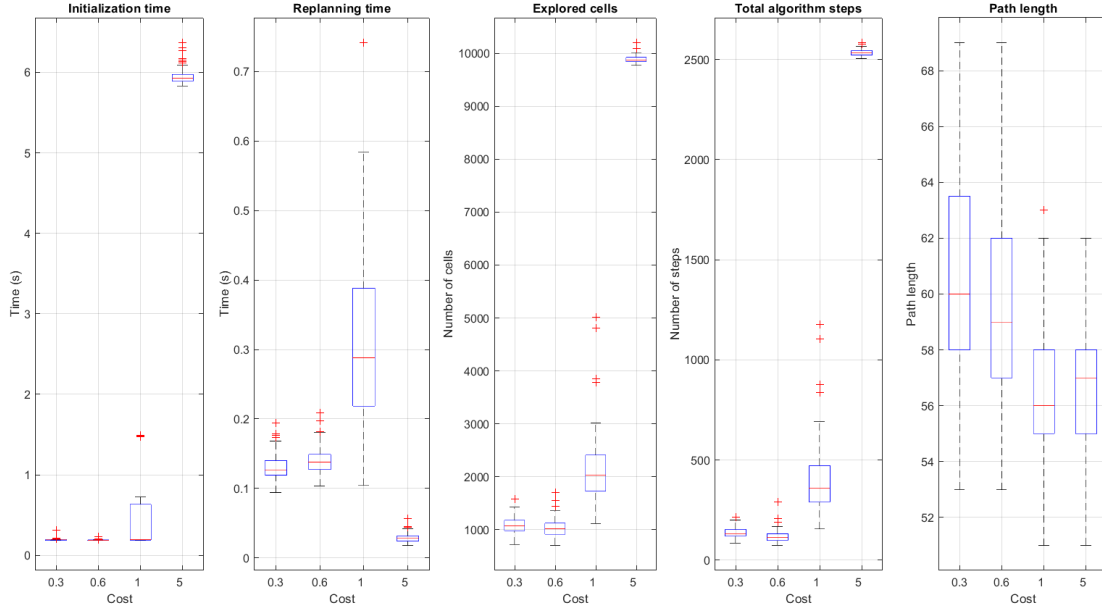 Initialization time
Time (s)
6
5
4
3
2
1
0
0.3 0.6 1 5
Cost
Replanning time
Time (s)
0.7
0.6
0.5
0.4
0.3
0.2
0.1
0
0.3 0.6 1 5
Cost
Explored cells
Number of cells
10000
9000
8000
7000
6000
5000
4000
3000
2000
1000
0.3 0.6 1 5
Cost
Total algorithm steps
Number of steps
2500
2000
1500
1000
500
0
0.3 0.6 1 5
Cost
Path length
Path length
68
66
64
62
60
58
56
54
52
0.3 0.6 1 5
Cost